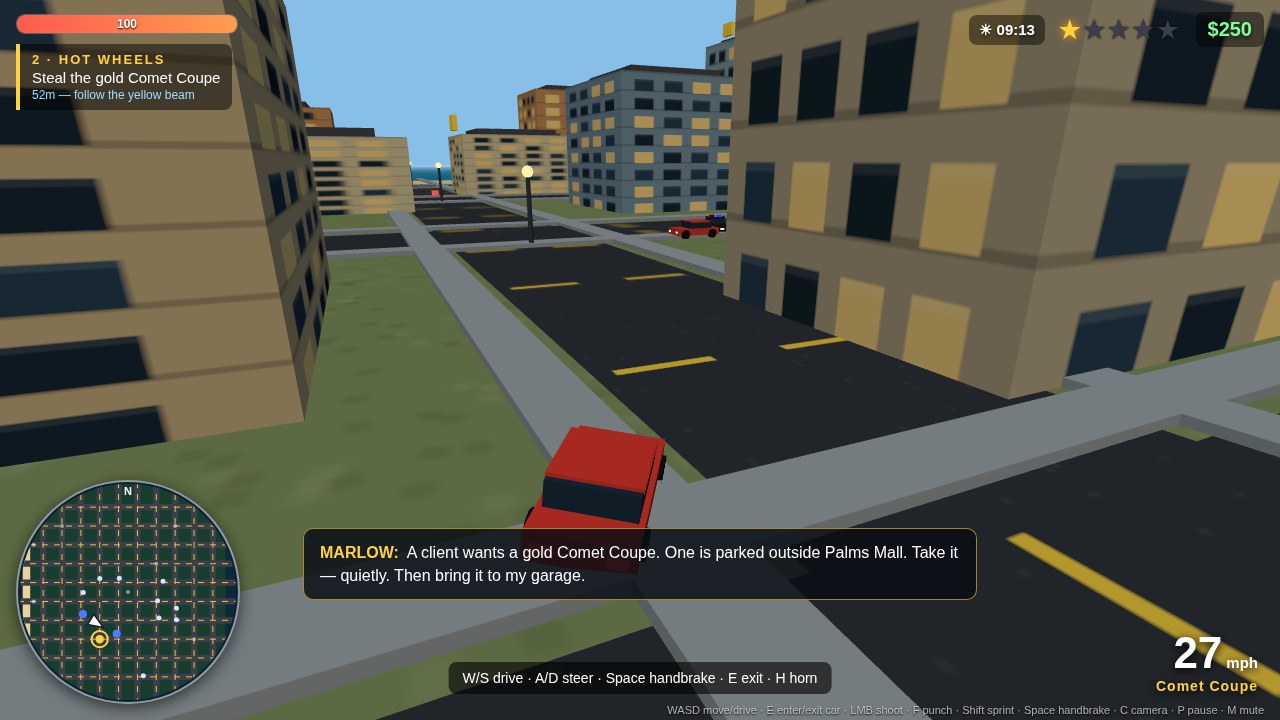 100
☀ 09:13
$250
2 · HOT WHEELS
Steal the gold Comet Coupe
52m — follow the yellow beam
N
MARLOW: A client wants a gold Comet Coupe. One is parked outside Palms Mall. Take it
— quietly. Then bring it to my garage.
27 mph
Comet Coupe
W/S drive · A/D steer · Space handbrake · E exit · H horn
WASD move/drive · E enter/exit car · LMB shoot · F punch · Shift sprint · Space handbrake · C camera · P pause · M mute